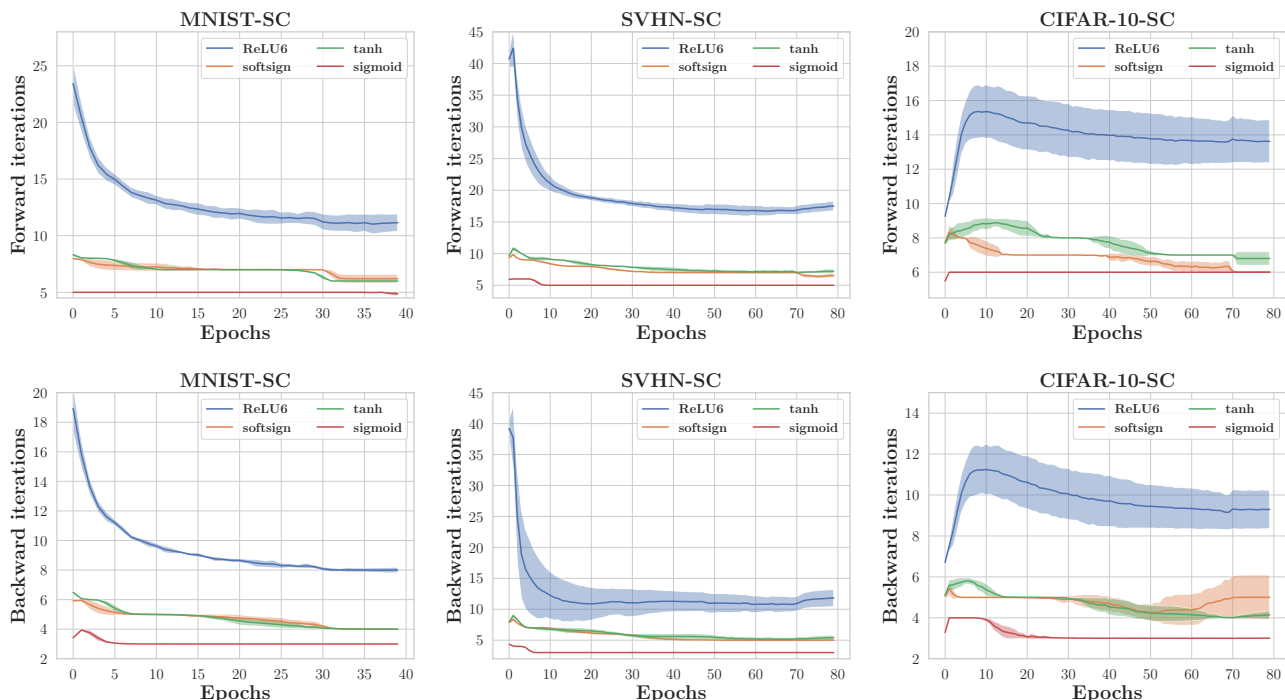 MNIST-SC
Forward iterations
25
20
15
10
5
ReLU6 tanh
softsign sigmoid
0 5 10 15 20 25 30 35 40
Epochs
SVHN-SC
Forward iterations
45
40
35
30
25
20
15
10
5
ReLU6 tanh
softsign sigmoid
0 10 20 30 40 50 60 70 80
Epochs
CIFAR-10-SC
Forward iterations
20
18
16
14
12
10
8
6
ReLU6 tanh
softsign sigmoid
0 10 20 30 40 50 60 70 80
Epochs
MNIST-SC
Backward iterations
20
18
16
14
12
10
8
6
4
2
ReLU6 tanh
softsign sigmoid
0 5 10 15 20 25 30 35 40
Epochs
SVHN-SC
Backward iterations
45
40
35
30
25
20
15
10
5
ReLU6 tanh
softsign sigmoid
0 10 20 30 40 50 60 70 80
Epochs
CIFAR-10-SC
Backward iterations
14
12
10
8
6
4
2
ReLU6 tanh
softsign sigmoid
0 10 20 30 40 50 60 70 80
Epochs